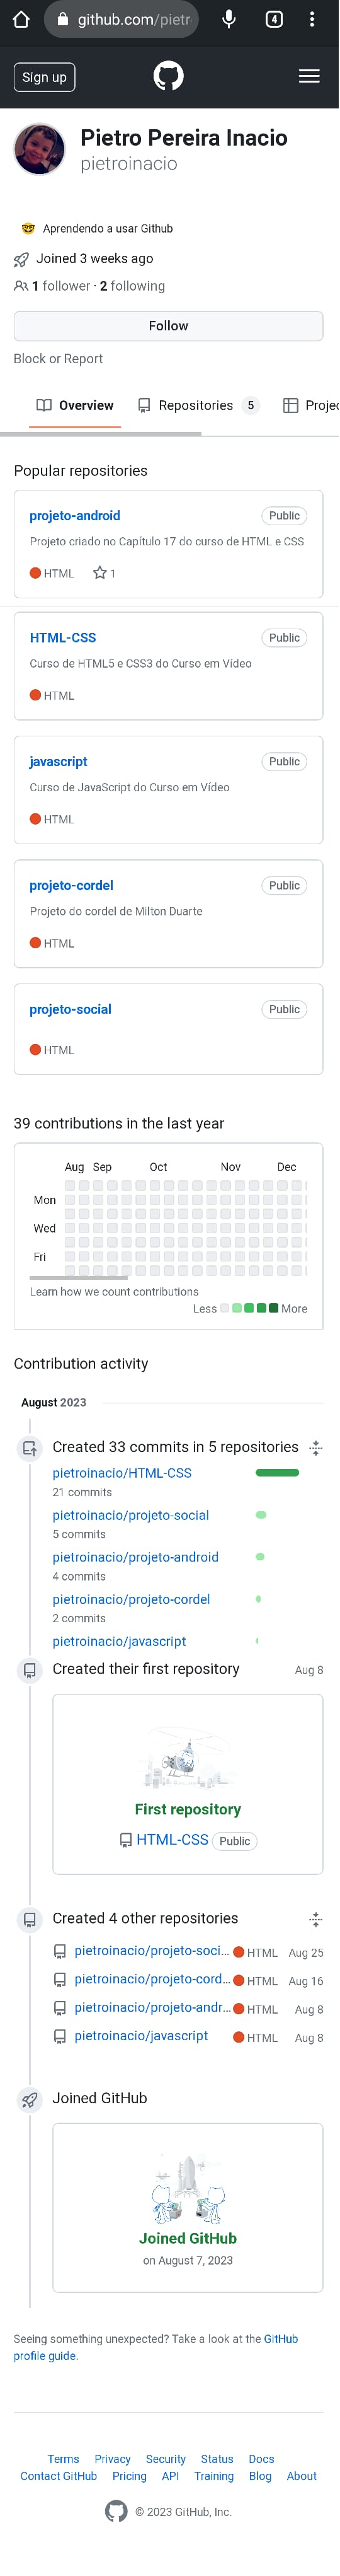 github.com/pietr
4
Sign up
Pietro Pereira Inacio
pietroinacio
Aprendendo a usar Github
Joined 3 weeks ago
1 follower · 2 following
Follow
Block or Report
Overview Repositories 5 Projec
Popular repositories
projeto-android Public
Projeto criado no Capítulo 17 do curso de HTML e CSS
HTML 1
HTML-CSS Public
Curso de HTML5 e CSS3 do Curso em Vídeo
HTML
javascript Public
Curso de JavaScript do Curso em Vídeo
HTML
projeto-cordel Public
Projeto do cordel de Milton Duarte
HTML
projeto-social Public
HTML
39 contributions in the last year
Aug Sep Oct Nov Dec
Mon
Wed
Fri
Learn how we count contributions
Less More
Contribution activity
August 2023
Created 33 commits in 5 repositories
pietroinacio/HTML-CSS
21 commits
pietroinacio/projeto-social
5 commits
pietroinacio/projeto-android
4 commits
pietroinacio/projeto-cordel
2 commits
pietroinacio/javascript
Created their first repository Aug 8
First repository
HTML-CSS Public
Created 4 other repositories
pietroinacio/projeto-soci... HTML Aug 25
pietroinacio/projeto-cord... HTML Aug 16
pietroinacio/projeto-andr... HTML Aug 8
pietroinacio/javascript HTML Aug 8
Joined GitHub
Joined GitHub
on August 7, 2023
Seeing something unexpected? Take a look at the GitHub
profile guide.
Terms Privacy Security Status Docs
Contact GitHub Pricing API Training Blog About
© 2023 GitHub, Inc.